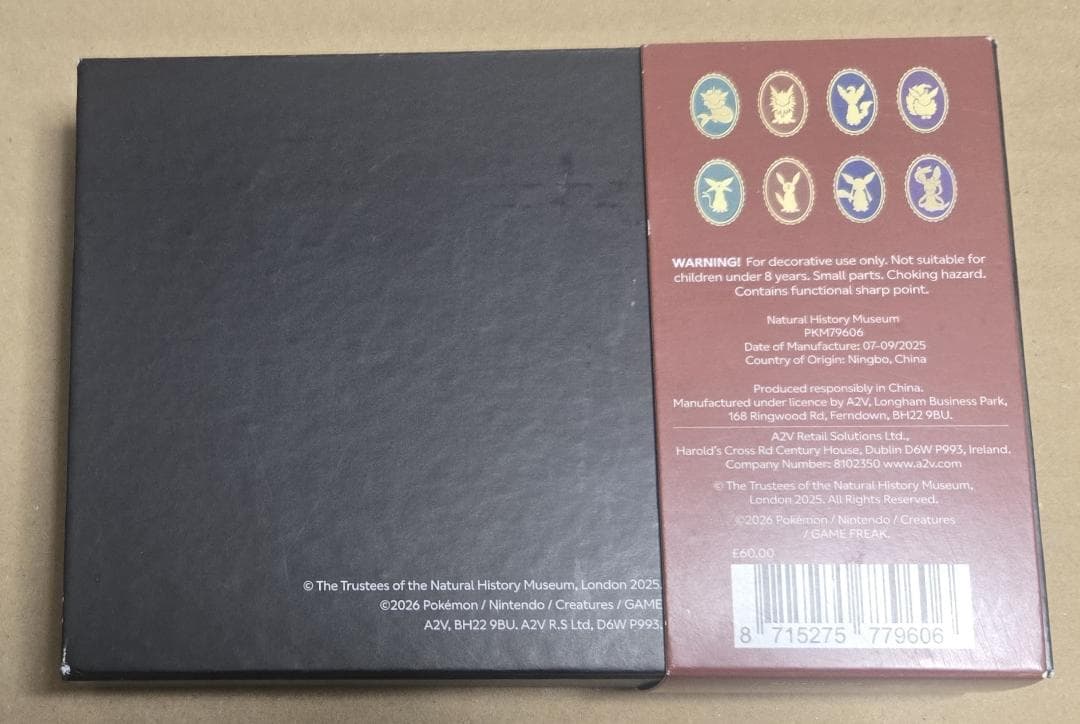 WARNING! For decorative use only. Not suitable for
children under 8 years. Small parts. Choking hazard.
Contains functional sharp point.
Natural History Museum
PKM79606
Date of Manufacture: 07-09/2025
Country of Origin: Ningbo, China
Produced responsibly in China.
Manufactured under licence by A2V, Longham Business Park,
168 Ringwood Rd, Ferndown, BH22 9BU.
A2V Retail Solutions Ltd.,
Harold's Cross Rd Century House, Dublin D6W P993, Ireland.
Company Number: 8102350 www.a2v.com
© The Trustees of the Natural History Museum,
London 2025. All Rights Reserved.
©2026 Pokémon / Nintendo / Creatures
/ GAME FREAK.
£60.00
8 715275 779606
© The Trustees of the Natural History Museum, London 2025.
©2026 Pokémon / Nintendo / Creatures / GAME
A2V, BH22 9BU. A2V R.S Ltd, D6W P993.